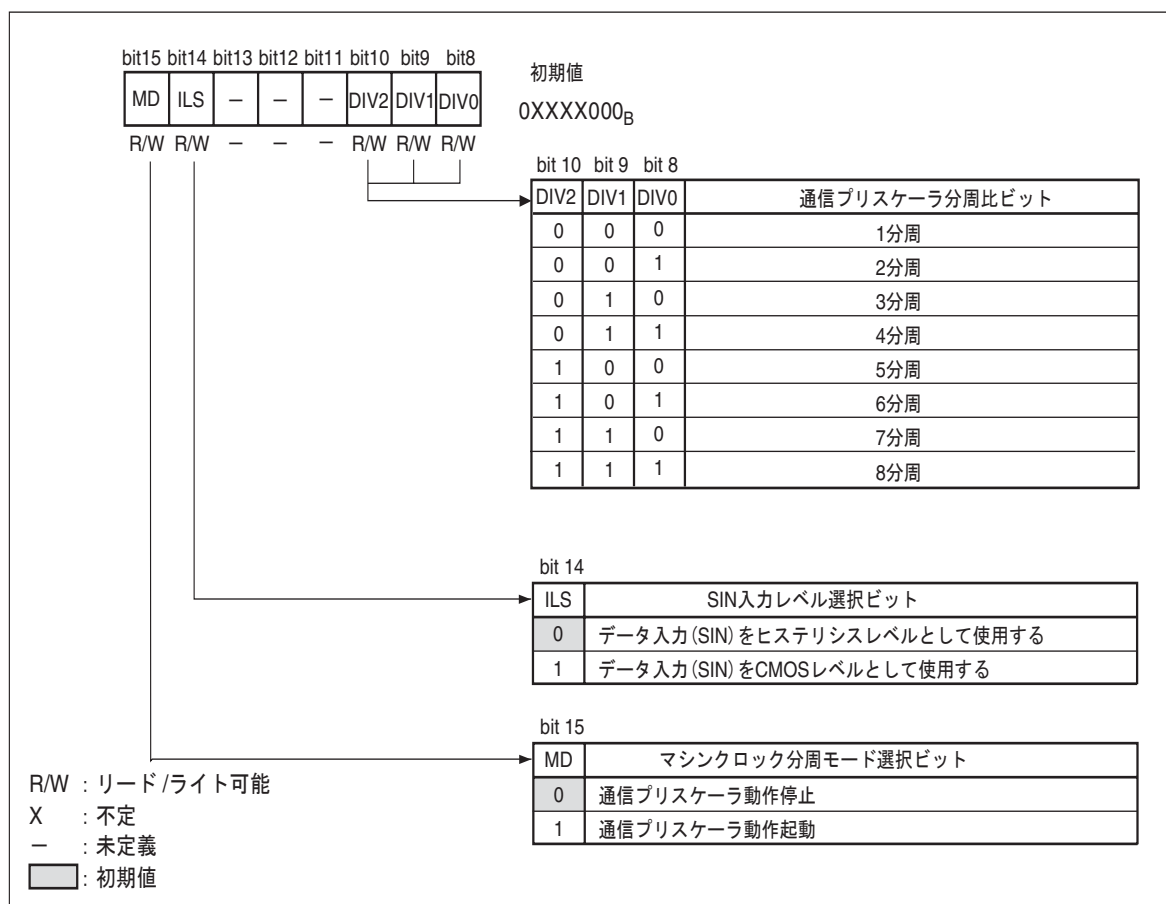 bit15 bit14 bit13 bit12 bit11 bit10 bit9 bit8
MD ILS − − − DIV2 DIV1 DIV0
R/W R/W − − − R/W R/W R/W
初期値
0XXXX000B
bit 10 bit 9 bit 8
DIV2 DIV1 DIV0 通信プリスケーラ分周比ビット
0 0 0 1分周
0 0 1 2分周
0 1 0 3分周
0 1 1 4分周
1 0 0 5分周
1 0 1 6分周
1 1 0 7分周
1 1 1 8分周
bit 14
ILS SIN入力レベル選択ビット
0 データ入力(SIN)をヒステリシスレベルとして使用する
1 データ入力(SIN)をCMOSレベルとして使用する
bit 15
MD マシンクロック分周モード選択ビット
0 通信プリスケーラ動作停止
1 通信プリスケーラ動作起動
R/W : リード/ライト可能
X : 不定
− : 未定義
: 初期値